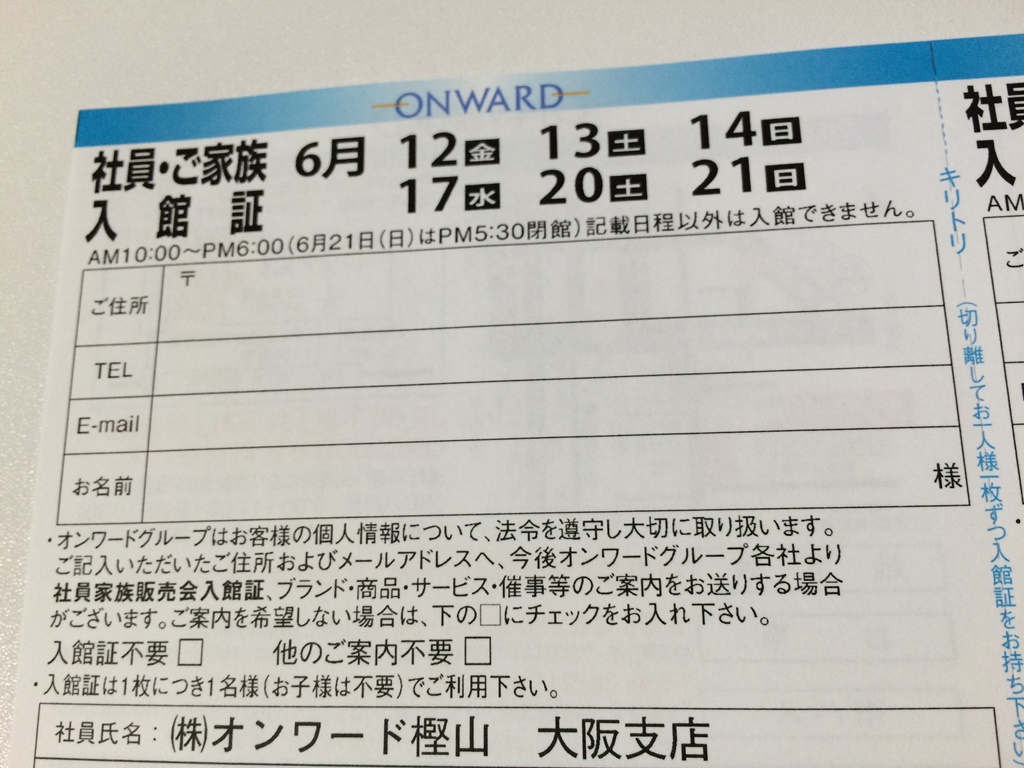 ONWARD
社員・ご家族 6月 12金 13土 14日
入館証 17水 20土 21日
AM10:00〜PM6:00(6月21日(日)はPM5:30閉館)記載日程以外は入館できません。
ご住所 〒
TEL
E-mail
お名前 様
・オンワードグループはお客様の個人情報について、法令を遵守し大切に取り扱います。
ご記入いただいたご住所およびメールアドレスへ、今後オンワードグループ各社より
社員家族販売会入館証、ブランド・商品・サービス・催事等のご案内をお送りする場合
がございます。ご案内を希望しない場合は、下の□にチェックをお入れ下さい。
入館証不要 □ 他のご案内不要 □
・入館証は1枚につき1名様(お子様は不要)でご利用下さい。
社員氏名：㈱オンワード樫山 大阪支店
キリトリ
(切り離してお一人様一枚ずつ入館証をお持ち下さい)
社員
入
AM
ご